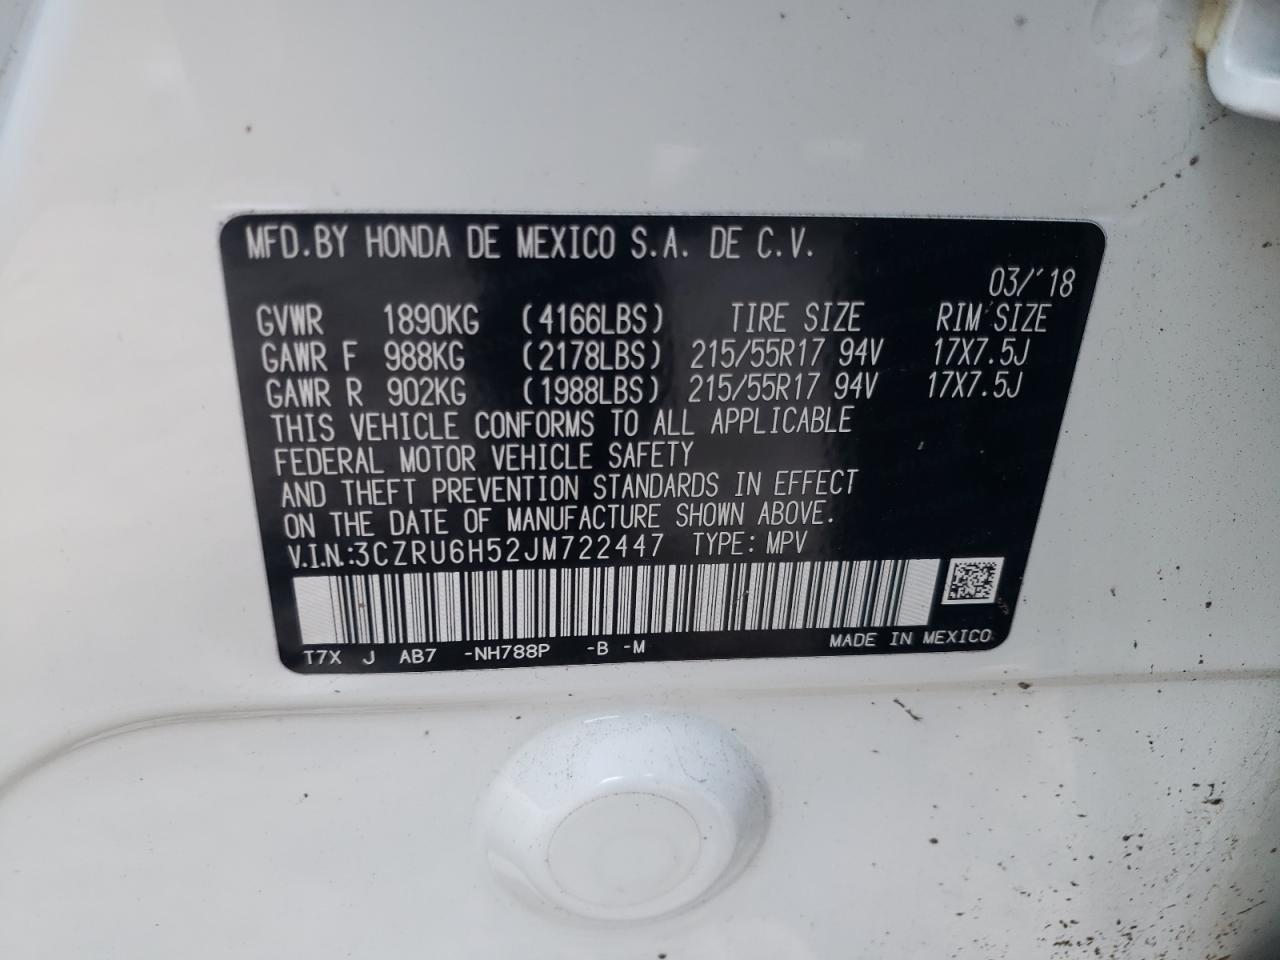 MFD.BY HONDA DE MEXICO S.A. DE C.V.
03/'18
GVWR 1890KG (4166LBS) TIRE SIZE RIM SIZE
GAWR F 988KG (2178LBS) 215/55R17 94V 17X7.5J
GAWR R 902KG (1988LBS) 215/55R17 94V 17X7.5J
THIS VEHICLE CONFORMS TO ALL APPLICABLE
FEDERAL MOTOR VEHICLE SAFETY
AND THEFT PREVENTION STANDARDS IN EFFECT
ON THE DATE OF MANUFACTURE SHOWN ABOVE.
V.I.N.:3CZRU6H52JM722447 TYPE: MPV
T7X J AB7 -NH788P -B -M MADE IN MEXICO